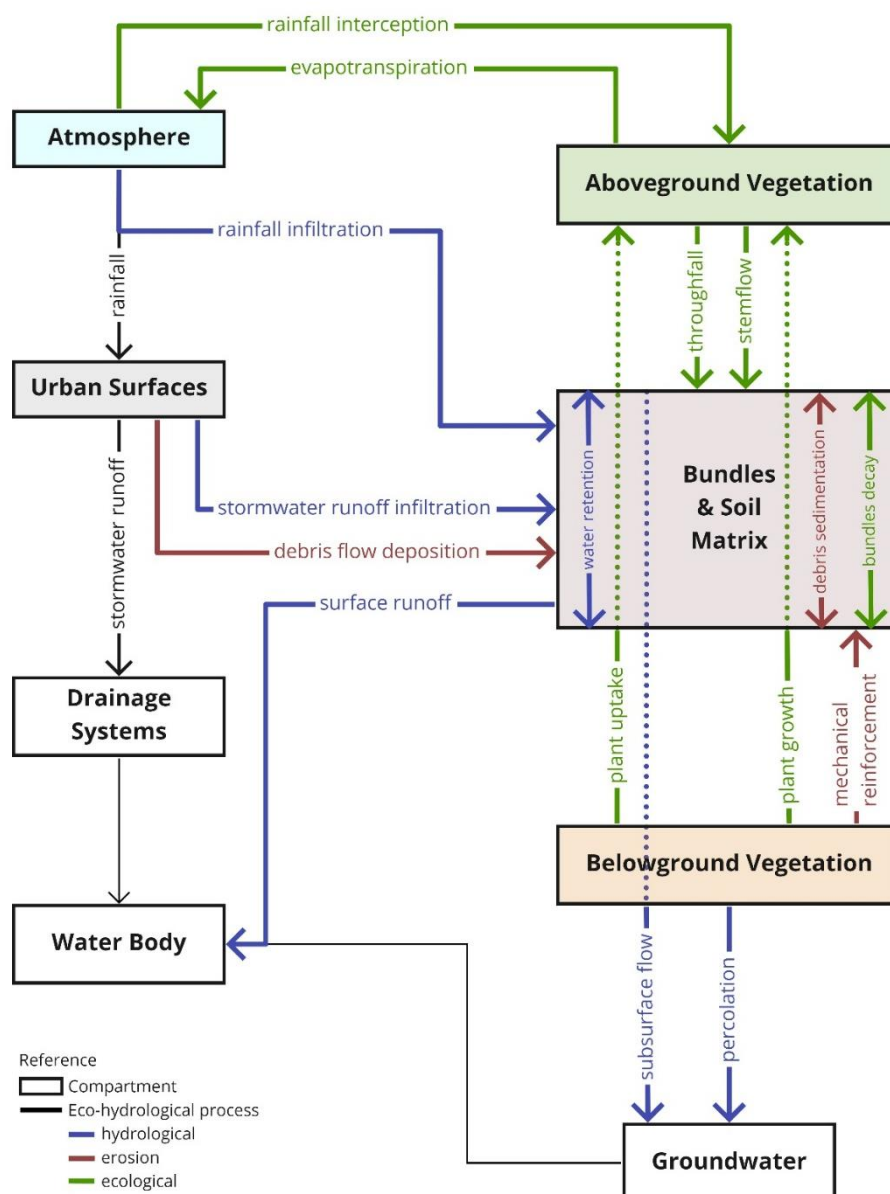 rainfall interception
evapotranspiration
Atmosphere
Aboveground Vegetation
rainfall infiltration
rainfall
throughfall
stemflow
Urban Surfaces
stormwater runoff
stormwater runoff infiltration
debris flow deposition
surface runoff
water retention
Bundles
& Soil
Matrix
debris sedimentation
bundles decay
Drainage
Systems
plant uptake
plant growth
mechanical
reinforcement
Belowground Vegetation
Water Body
subsurface flow
percolation
Groundwater
Reference
Compartment
Eco-hydrological process
hydrological
erosion
ecological